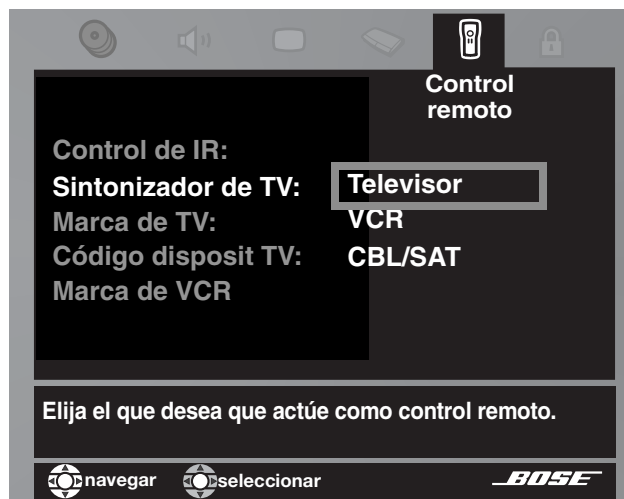 Control
remoto
Control de IR:
Sintonizador de TV: Televisor
Marca de TV: VCR
Código disposit TV: CBL/SAT
Marca de VCR
Elija el que desea que actúe como control remoto.
navegar seleccionar BOSE